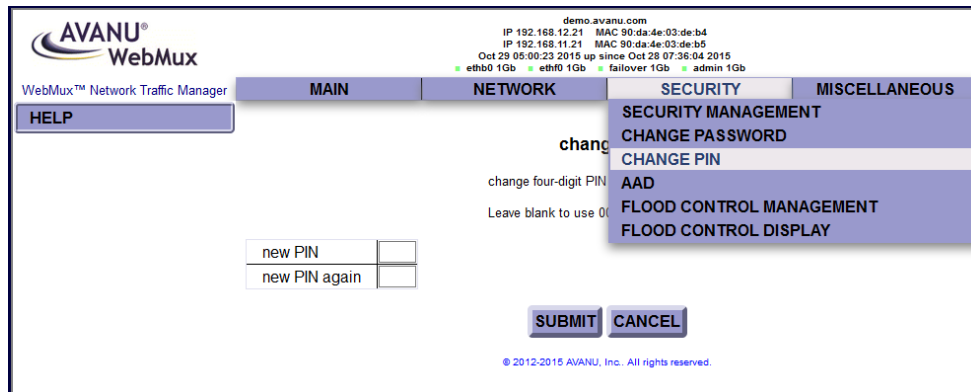 AVANU®
WebMux
demo.avanu.com
IP 192.168.12.21 MAC 90:da:4e:03:de:b4
IP 192.168.11.21 MAC 90:da:4e:03:de:b5
Oct 29 05:00:23 2015 up since Oct 28 07:36:04 2015
ethb0 1Gb ethf0 1Gb failover 1Gb admin 1Gb
WebMux™ Network Traffic Manager
MAIN NETWORK SECURITY MISCELLANEOUS
HELP
SECURITY MANAGEMENT
CHANGE PASSWORD
CHANGE PIN
AAD
FLOOD CONTROL MANAGEMENT
FLOOD CONTROL DISPLAY
chang
change four-digit PIN
Leave blank to use 00
new PIN
new PIN again
SUBMIT CANCEL
© 2012-2015 AVANU, Inc.. All rights reserved.